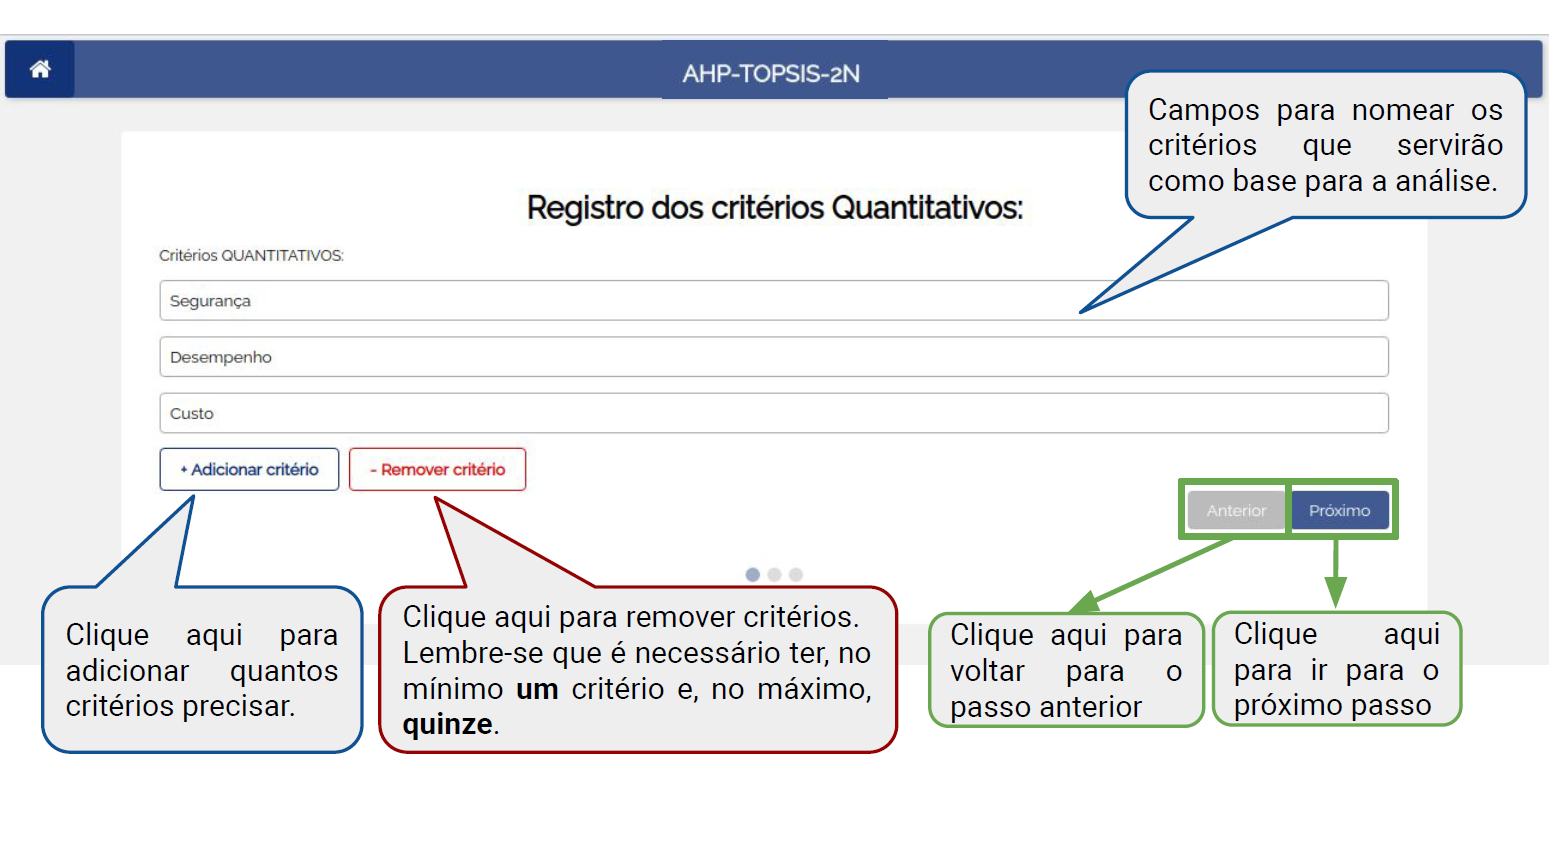 AHP-TOPSIS-2N
Campos para nomear os
critérios que servirão
como base para a análise.
Registro dos critérios Quantitativos:
Critérios QUANTITATIVOS:
Segurança
Desempenho
Custo
+ Adicionar critério
- Remover critério
Anterior
Próximo
Clique aqui para
adicionar quantos
critérios precisar.
Clique aqui para remover critérios.
Lembre-se que é necessário ter, no
mínimo um critério e, no máximo,
quinze.
Clique aqui para
voltar para o
passo anterior
Clique aqui
para ir para o
próximo passo